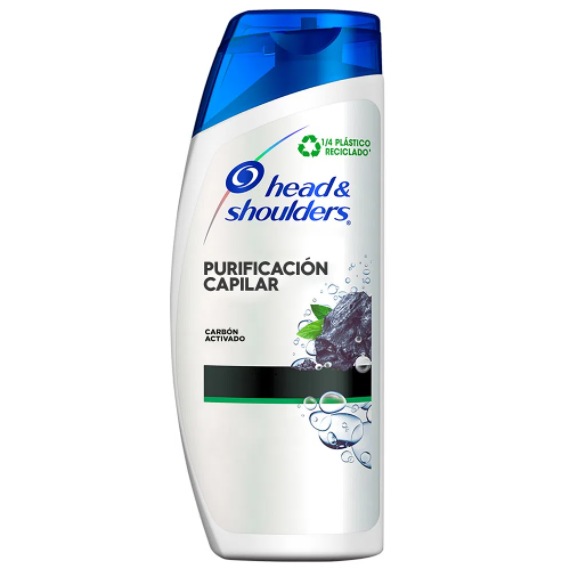 1/4 PLÁSTICO
RECICLADO*
head &
shoulders®
PURIFICACIÓN
CAPILAR
CARBÓN
ACTIVADO